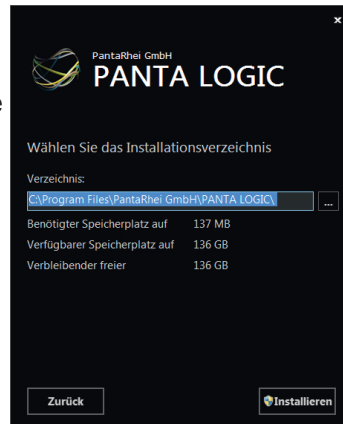 x
PantaRhei GmbH
PANTA LOGIC
e
Wählen Sie das Installationsverzeichnis
Verzeichnis:
C:\Program Files\PantaRhei GmbH\PANTA LOGIC\
...
Benötigter Speicherplatz auf 137 MB
Verfügbarer Speicherplatz auf 136 GB
Verbleibender freier 136 GB
Zurück
Installieren